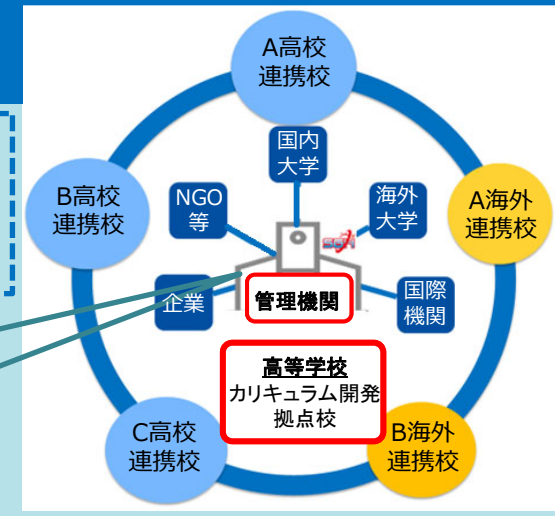 A高校
連携校
国内
大学
NGO
等
海外
大学
B高校
連携校
A海外
連携校
企業
管理機関
国際
機関
高等学校
カリキュラム開発
拠点校
C高校
連携校
B海外
連携校